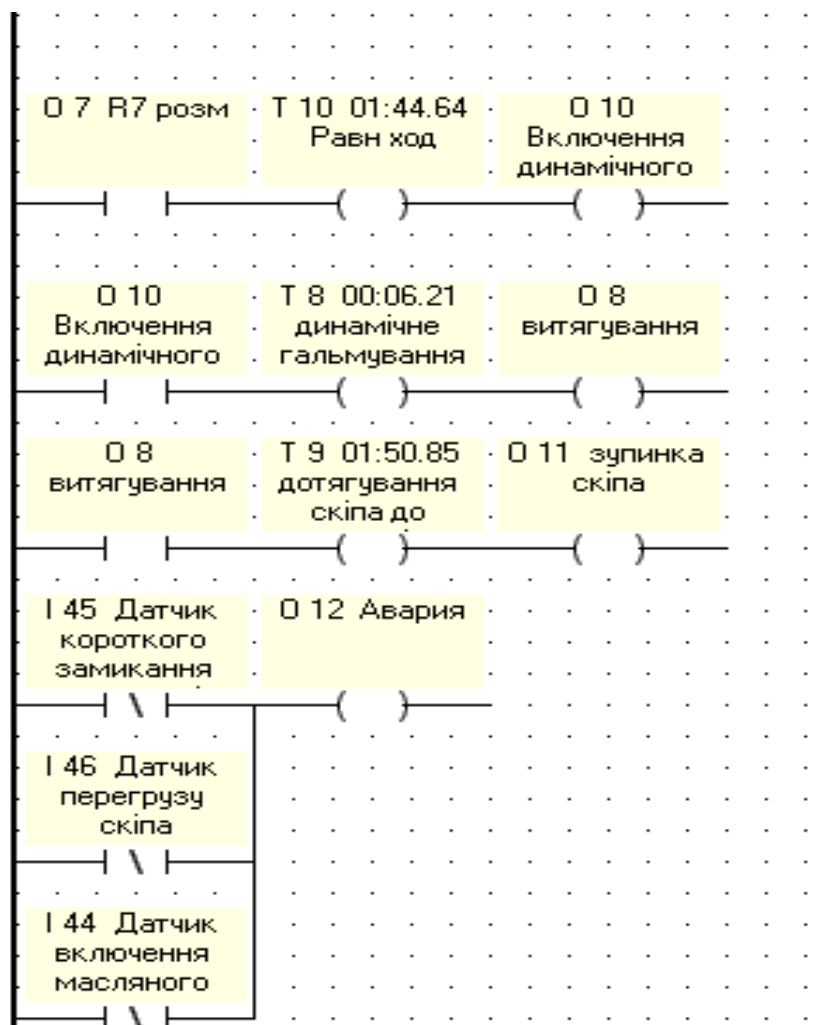 О 7 R7 розм
Т 10 01:44.64
Равн ход
О 10
Включення
динамічного
О 10
Включення
динамічного
Т 8 00:06.21
динамічне
гальмування
О 8
витягування
О 8
витягування
Т 9 01:50.85
дотягування
скіпа до
О 11 зупинка
скіпа
І 45 Датчик
короткого
замикання
О 12 Авария
І 46 Датчик
перегрузу
скіпа
І 44 Датчик
включення
масляного